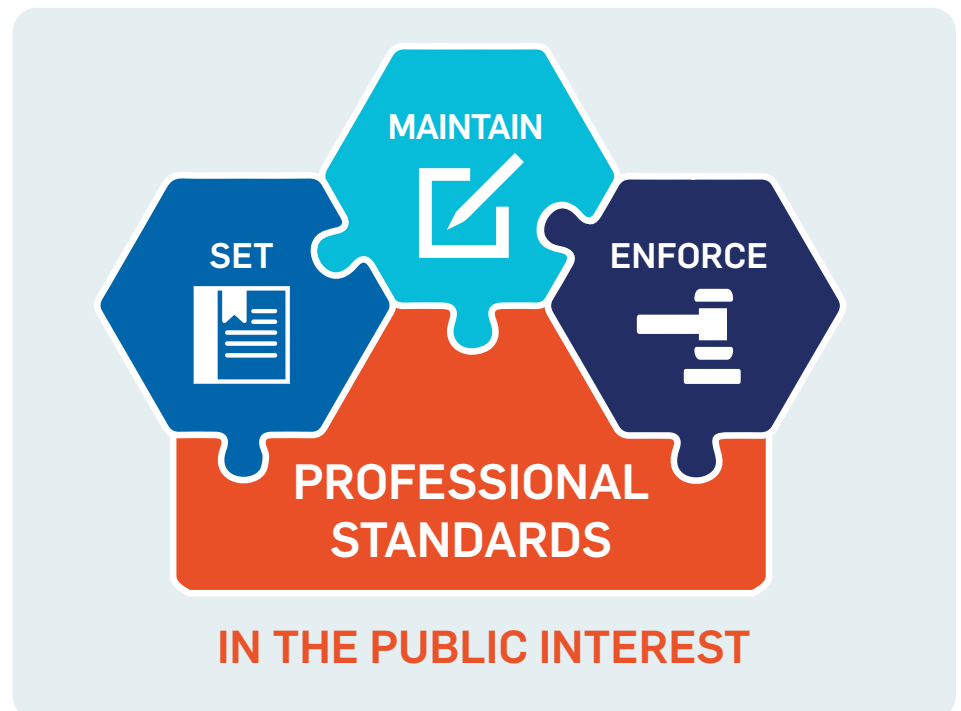 SET
MAINTAIN
ENFORCE
PROFESSIONAL
STANDARDS
IN THE PUBLIC INTEREST